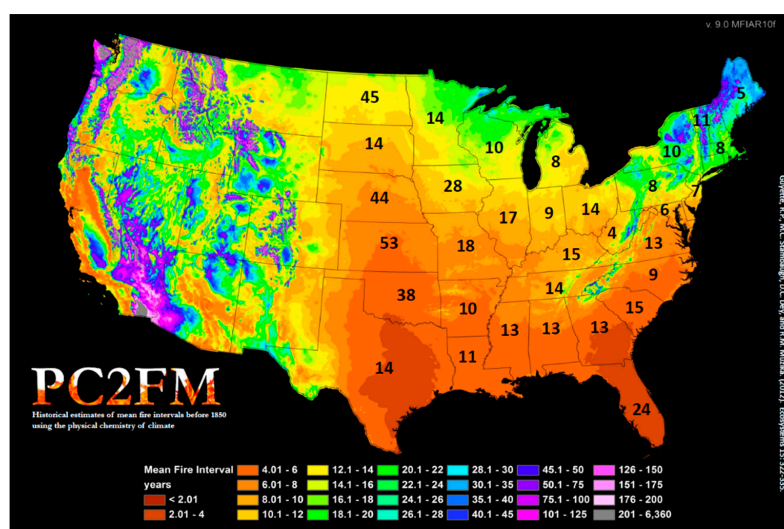 v. 9.0 MFIAR10f
45
14
5
14
11
10
10
8
8
28
8
44
7
17
9
14
6
53
18
4
13
15
9
38
14
10
15
13
13
13
14
11
24
PC2FM
Historical estimates of mean fire intervals before 1850
using the physical chemistry of climate
Mean Fire Interval
years
< 2.01
2.01 - 4
4.01 - 6
6.01 - 8
8.01 - 10
10.1 - 12
12.1 - 14
14.1 - 16
16.1 - 18
18.1 - 20
20.1 - 22
22.1 - 24
24.1 - 26
26.1 - 28
28.1 - 30
30.1 - 35
35.1 - 40
40.1 - 45
45.1 - 50
50.1 - 75
75.1 - 100
101 - 125
126 - 150
151 - 175
176 - 200
201 - 6,360